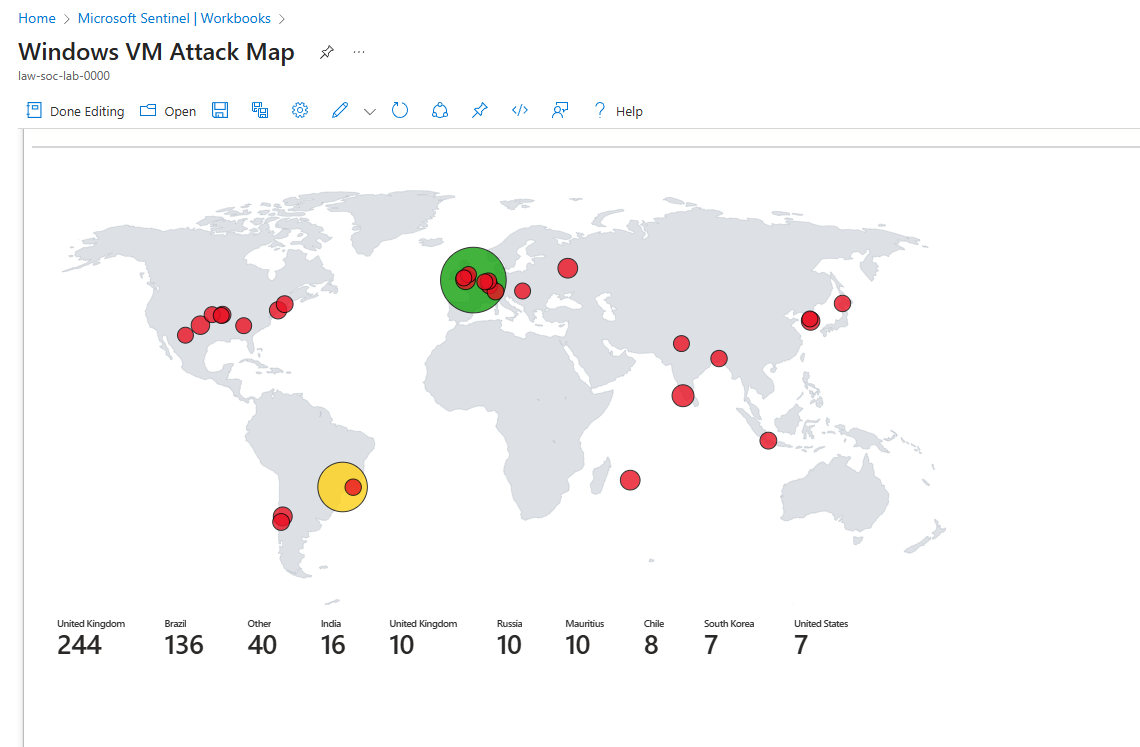 Home > Microsoft Sentinel | Workbooks >
Windows VM Attack Map ...
law-soc-lab-0000
Done Editing Open Help
United Kingdom Brazil Other India United Kingdom Russia Mauritius Chile South Korea United States
244 136 40 16 10 10 10 8 7 7